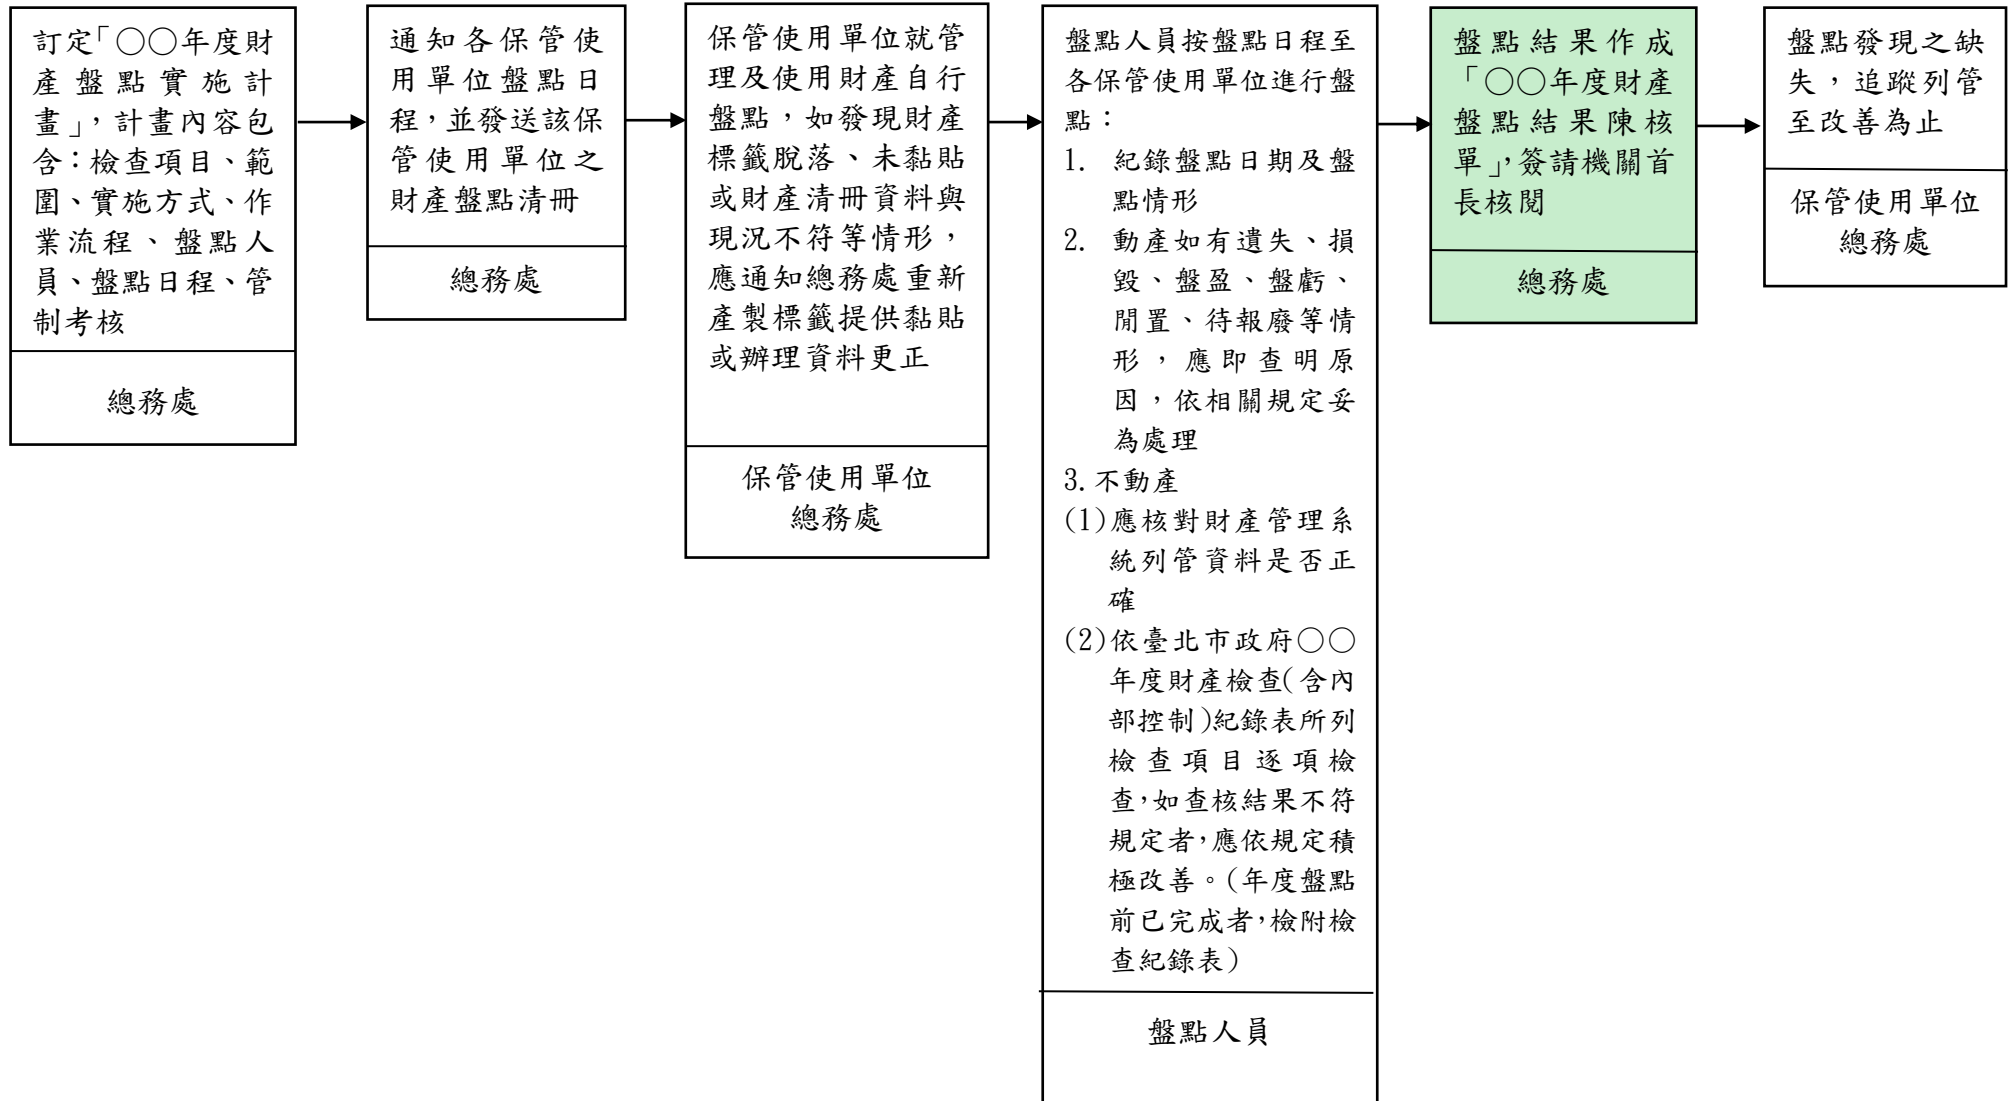 訂定「○○年度財
產盤點實施計
畫」，計畫內容包
含：檢查項目、範
圍、實施方式、作
業流程、盤點人
員、盤點日程、管
制考核
總務處
通知各保管使
用單位盤點日
程，並發送該保
管使用單位之
財產盤點清冊
總務處
保管使用單位就管
理及使用財產自行
盤點，如發現財產
標籤脫落、未黏貼
或財產清冊資料與
現況不符等情形，
應通知總務處重新
產製標籤提供黏貼
或辦理資料更正
保管使用單位
總務處
盤點人員按盤點日程至
各保管使用單位進行盤
點：
1. 紀錄盤點日期及盤
點情形
2. 動產如有遺失、損
毀、盤盈、盤虧、
閒置、待報廢等情
形，應即查明原
因，依相關規定妥
為處理
3.不動產
(1)應核對財產管理系
統列管資料是否正
確
(2)依臺北市政府○○
年度財產檢查(含內
部控制)紀錄表所列
檢查項目逐項檢
查，如查核結果不符
規定者，應依規定積
極改善。(年度盤點
前已完成者，檢附檢
查紀錄表)
盤點人員
盤點結果作成
「○○年度財產
盤點結果陳核
單」，簽請機關首
長核閱
總務處
盤點發現之缺
失，追蹤列管
至改善為止
保管使用單位
總務處